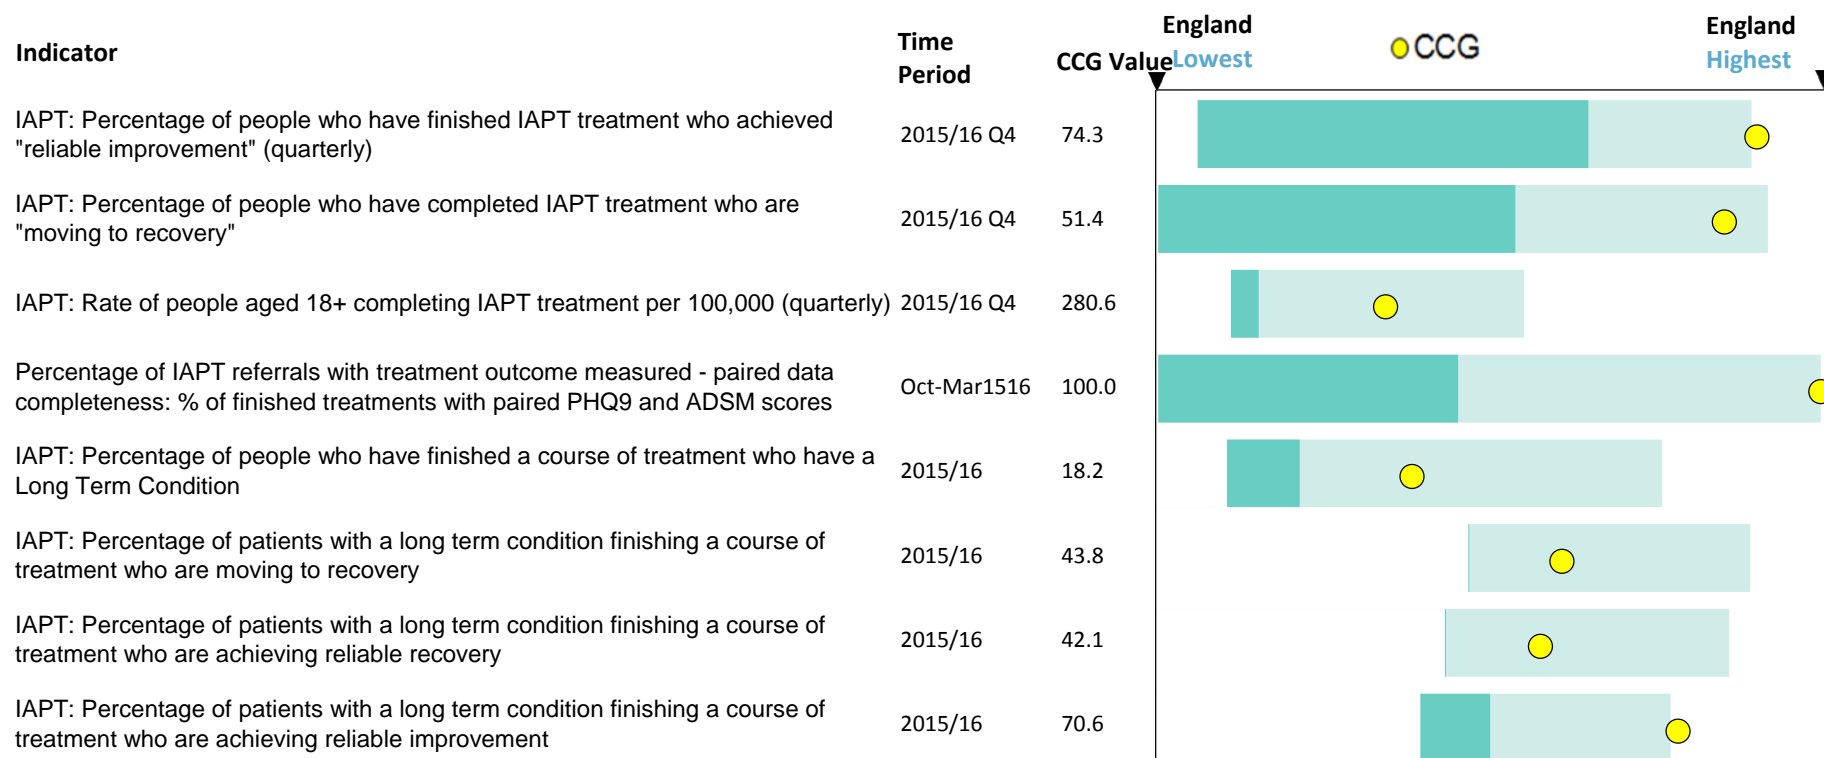 Indicator
Time Period
CCG Value
England Lowest
CCG
England Highest
IAPT: Percentage of people who have finished IAPT treatment who achieved
"reliable improvement" (quarterly)
2015/16 Q4
74.3
IAPT: Percentage of people who have completed IAPT treatment who are
"moving to recovery"
2015/16 Q4
51.4
IAPT: Rate of people aged 18+ completing IAPT treatment per 100,000 (quarterly)
2015/16 Q4
280.6
Percentage of IAPT referrals with treatment outcome measured - paired data
completeness: % of finished treatments with paired PHQ9 and ADSM scores
Oct-Mar1516
100.0
IAPT: Percentage of people who have finished a course of treatment who have a
Long Term Condition
2015/16
18.2
IAPT: Percentage of patients with a long term condition finishing a course of
treatment who are moving to recovery
2015/16
43.8
IAPT: Percentage of patients with a long term condition finishing a course of
treatment who are achieving reliable recovery
2015/16
42.1
IAPT: Percentage of patients with a long term condition finishing a course of
treatment who are achieving reliable improvement
2015/16
70.6